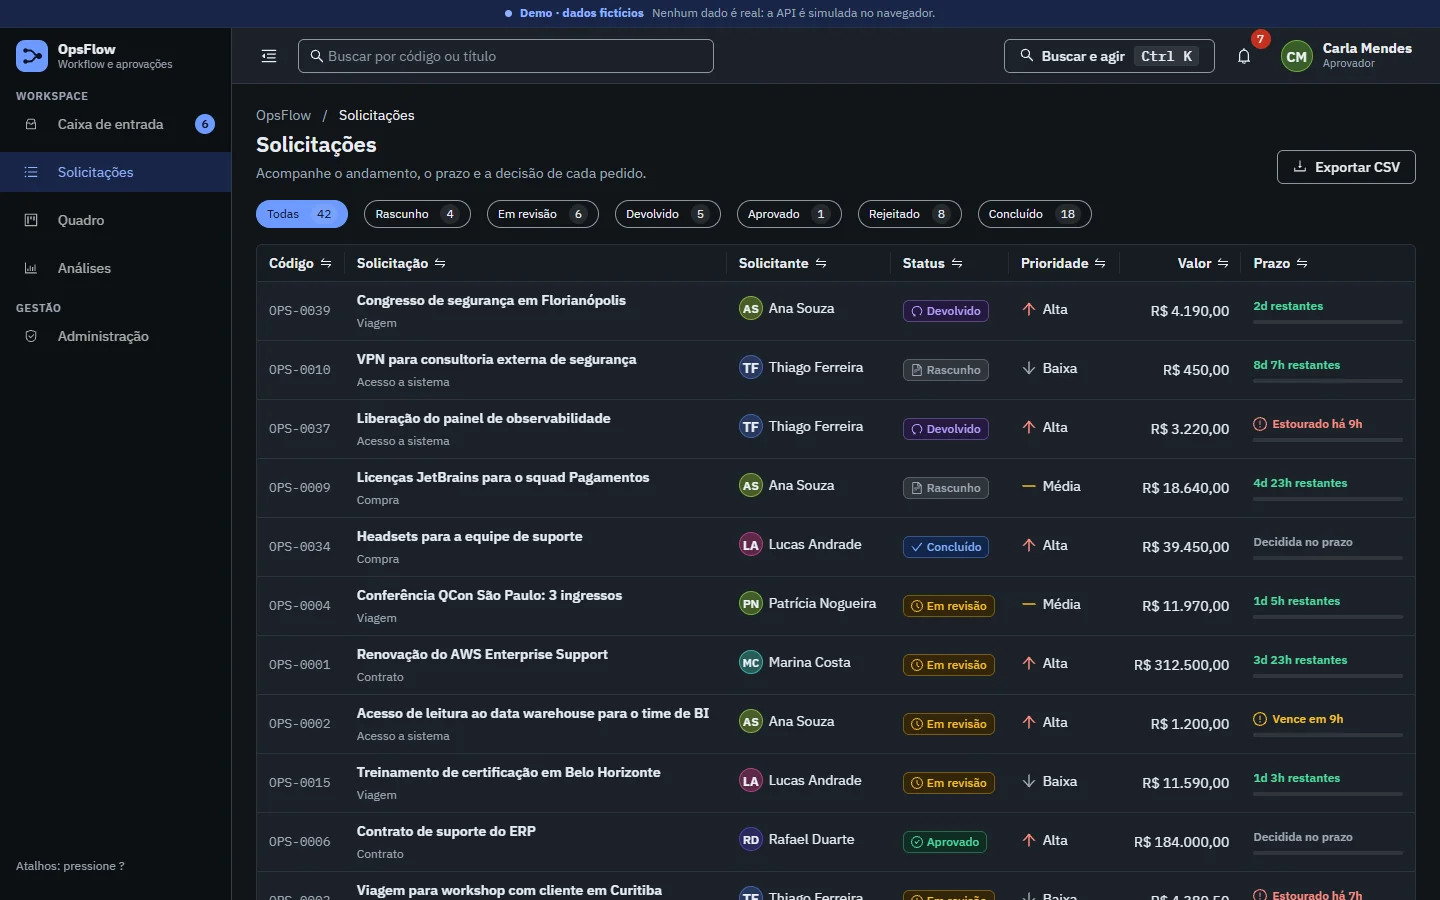 Demo · dados fictícios Nenhum dado é real: a API é simulada no navegador.
OpsFlow
Workflow e aprovações
WORKSPACE
Caixa de entrada 6
Solicitações
Quadro
Análises
GESTÃO
Administração
Atalhos: pressione ?
Buscar por código ou título
Buscar e agir Ctrl K
7
CM
Carla Mendes
Aprovador
OpsFlow / Solicitações
Solicitações
Acompanhe o andamento, o prazo e a decisão de cada pedido.
Exportar CSV
Todas 42 Rascunho 4 Em revisão 6 Devolvido 5 Aprovado 1 Rejeitado 8 Concluído 18
Código Solicitação Solicitante Status Prioridade Valor Prazo
OPS-0039 Congresso de segurança em Florianópolis AS Ana Souza Devolvido Alta R$ 4.190,00 2d restantes
Viagem
OPS-0010 VPN para consultoria externa de segurança TF Thiago Ferreira Rascunho Baixa R$ 450,00 8d 7h restantes
Acesso a sistema
OPS-0037 Liberação do painel de observabilidade TF Thiago Ferreira Devolvido Alta R$ 3.220,00 Estourado há 9h
Acesso a sistema
OPS-0009 Licenças JetBrains para o squad Pagamentos AS Ana Souza Rascunho Média R$ 18.640,00 4d 23h restantes
Compra
OPS-0034 Headsets para a equipe de suporte LA Lucas Andrade Concluído Alta R$ 39.450,00 Decidida no prazo
Compra
OPS-0004 Conferência QCon São Paulo: 3 ingressos PN Patrícia Nogueira Em revisão Média R$ 11.970,00 1d 5h restantes
Viagem
OPS-0001 Renovação do AWS Enterprise Support MC Marina Costa Em revisão Alta R$ 312.500,00 3d 23h restantes
Contrato
OPS-0002 Acesso de leitura ao data warehouse para o time de BI AS Ana Souza Em revisão Alta R$ 1.200,00 Vence em 9h
Acesso a sistema
OPS-0015 Treinamento de certificação em Belo Horizonte LA Lucas Andrade Em revisão Baixa R$ 11.590,00 1d 3h restantes
Viagem
OPS-0006 Contrato de suporte do ERP RD Rafael Duarte Aprovado Alta R$ 184.000,00 Decidida no prazo
Contrato
Viagem para workshop com cliente em Curitiba TF Thiago Ferreira Em revisão Baixa Estourado há 7h